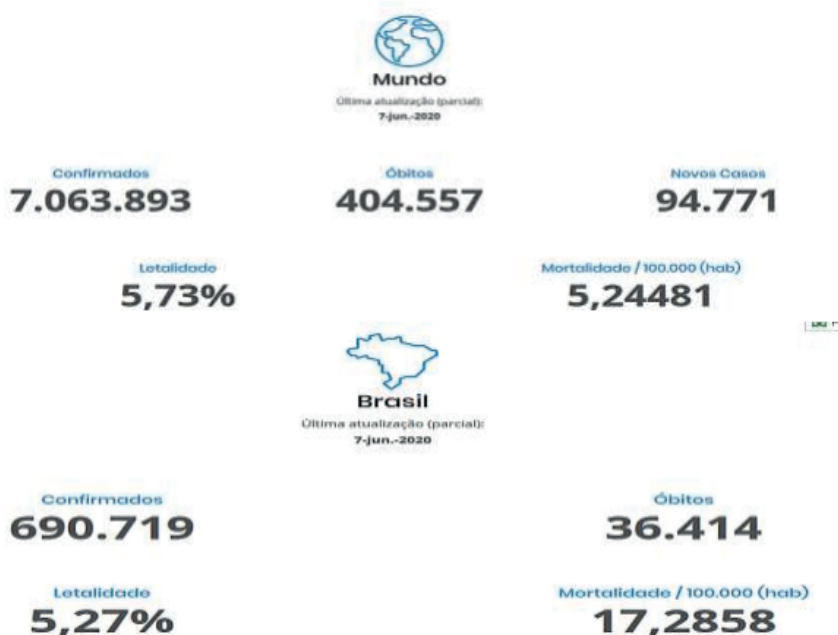 Mundo
Última atualização (parcial):
7-jun.-2020
Confirmados Óbitos Novos Casos
7.063.893 404.557 94.771
Letalidade Mortalidade / 100.000 (hab)
5,73% 5,24481
Brasil
Última atualização (parcial):
7-jun.-2020
Confirmados Óbitos
690.719 36.414
Letalidade Mortalidade / 100.000 (hab)
5,27% 17,2858